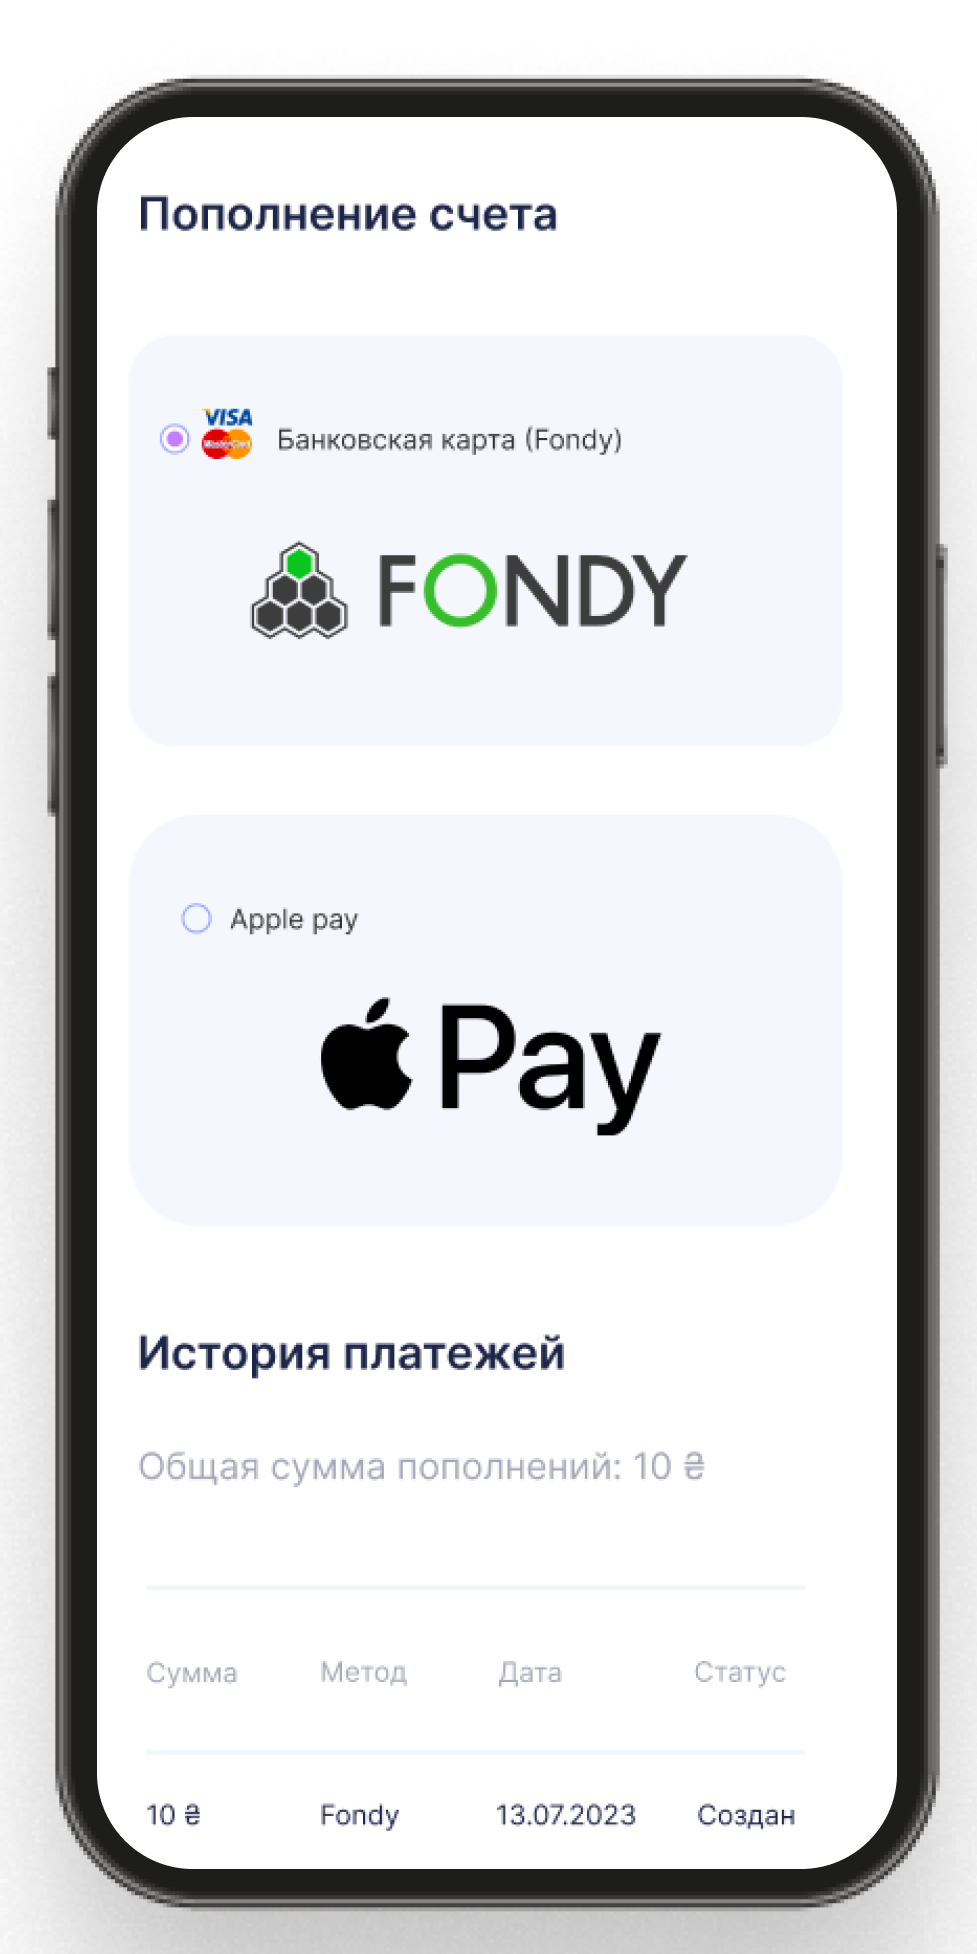 Пополнение счета
VISA
MasterCard
Банковская карта (Fondy)
FONDY
Apple pay
Pay
История платежей
Общая сумма пополнений: 10 ₴
Сумма Метод Дата Статус
10 ₴ Fondy 13.07.2023 Создан